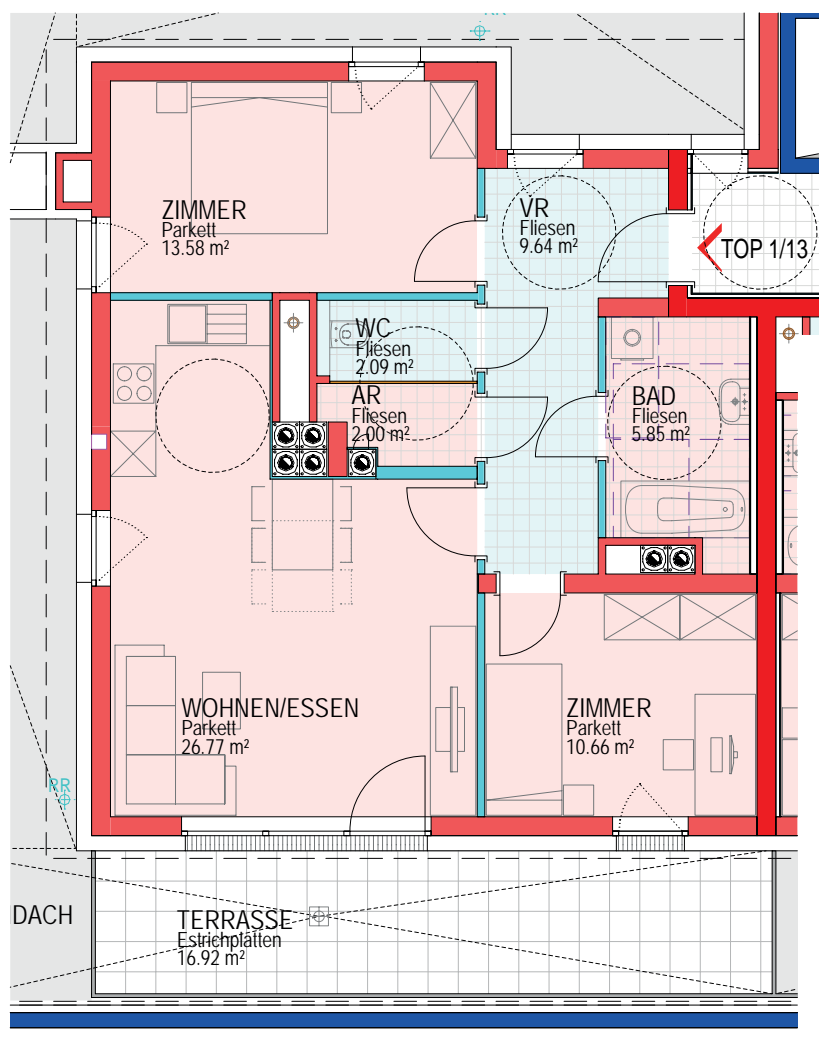 RR
ZIMMER
Parkett
13.58 m²
VR
Fliesen
9.64 m²
TOP 1/13
WC
Fliesen
2.09 m²
AR
Fliesen
2.00 m²
BAD
Fliesen
5.85 m²
WOHNEN/ESSEN
Parkett
26.77 m²
ZIMMER
Parkett
10.66 m²
RR
DACH
TERRASSE
Estrichplatten
16.92 m²